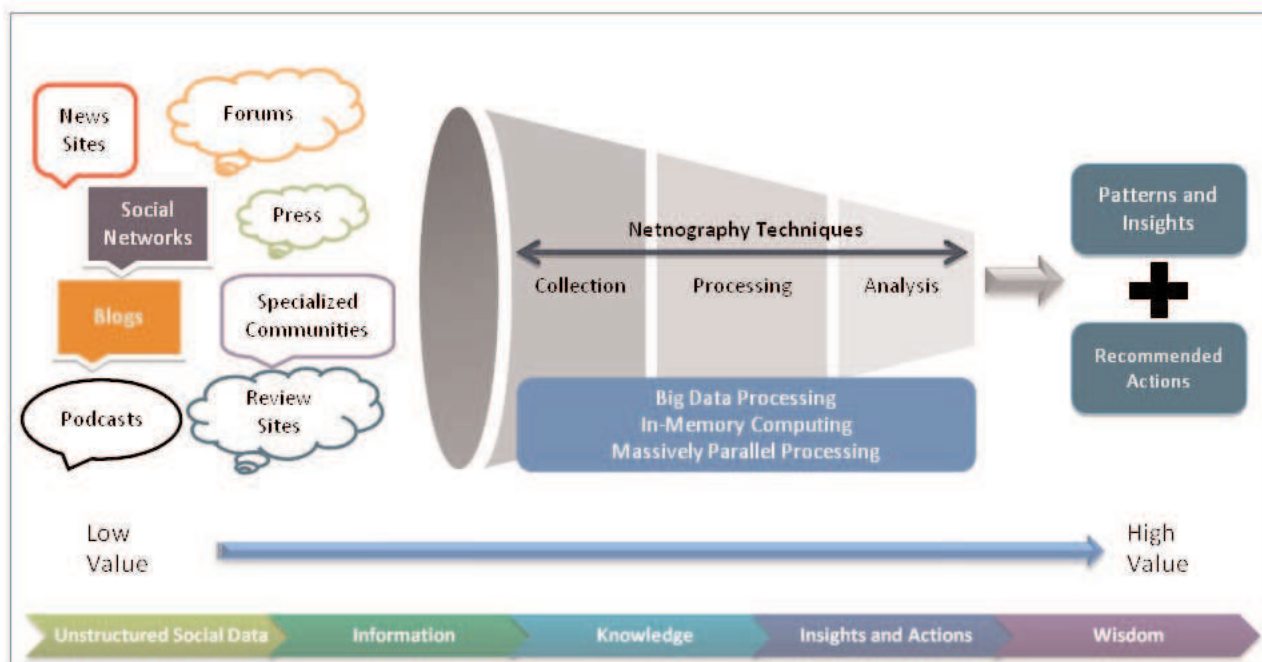 News
Sites
Forums
Social
Networks
Press
Blogs
Specialized
Communities
Podcasts
Review
Sites
Netnography Techniques
Collection
Processing
Analysis
Big Data Processing
In-Memory Computing
Massively Parallel Processing
Patterns and
Insights
Recommended
Actions
Low
Value
High
Value
Unstructured Social Data
Information
Knowledge
Insights and Actions
Wisdom